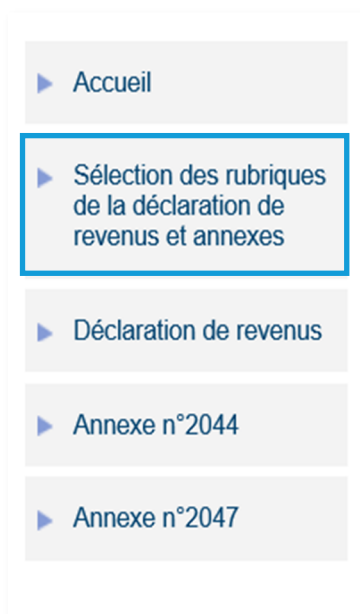 Accueil
Sélection des rubriques
de la déclaration de
revenus et annexes
Déclaration de revenus
Annexe n°2044
Annexe n°2047